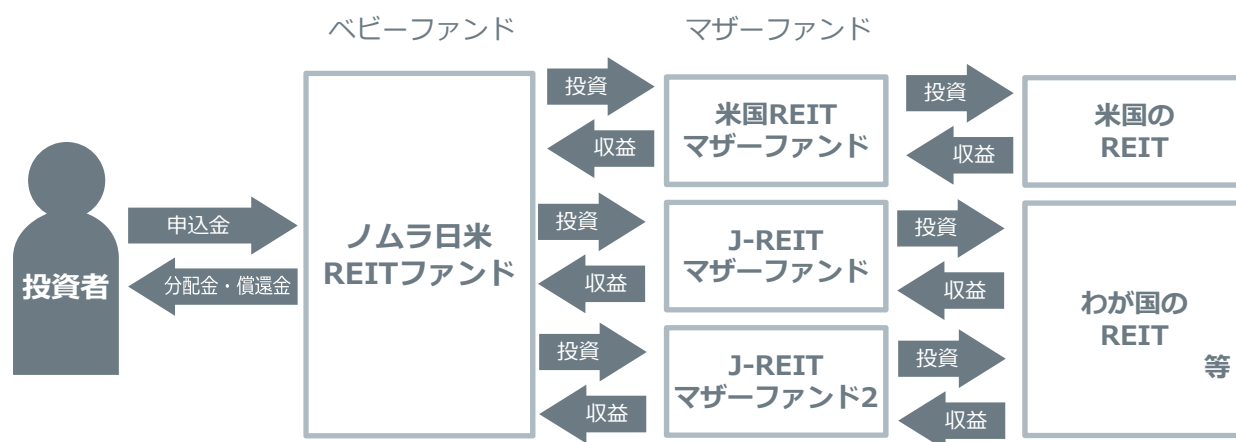 ベビーファンド
マザーファンド
投資者
申込金
分配金・償還金
ノムラ日米
REITファンド
投資
収益
米国REIT
マザーファンド
投資
収益
米国の
REIT
投資
収益
J-REIT
マザーファンド
投資
収益
わが国の
REIT
等
投資
収益
J-REIT
マザーファンド2
投資
収益